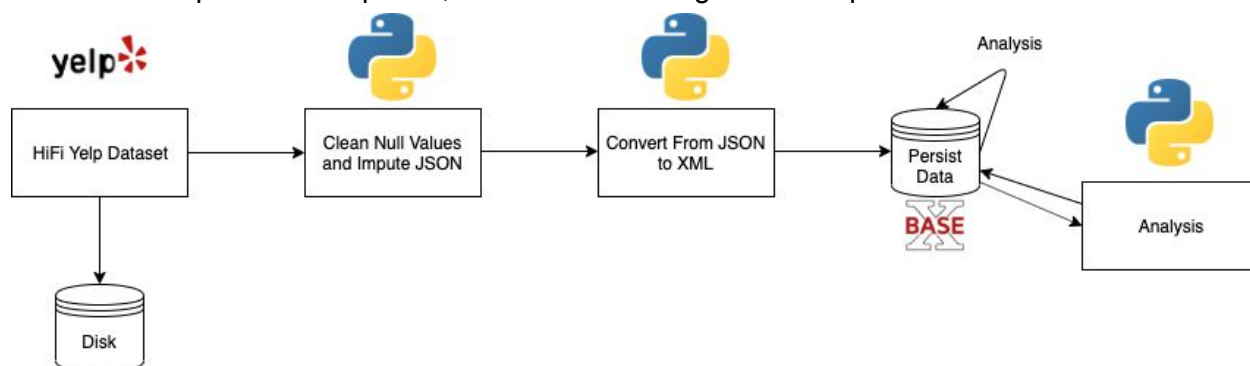 yelp
Analysis
HiFi Yelp Dataset
Clean Null Values
and Impute JSON
Convert From JSON
to XML
Persist
Data
X
BASE
Analysis
Disk